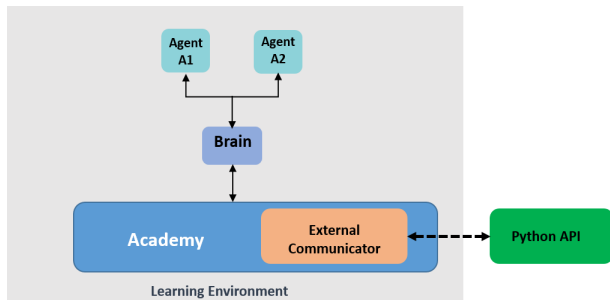 Agent
A1
Agent
A2
Brain
Academy
External
Communicator
Python API
Learning Environment